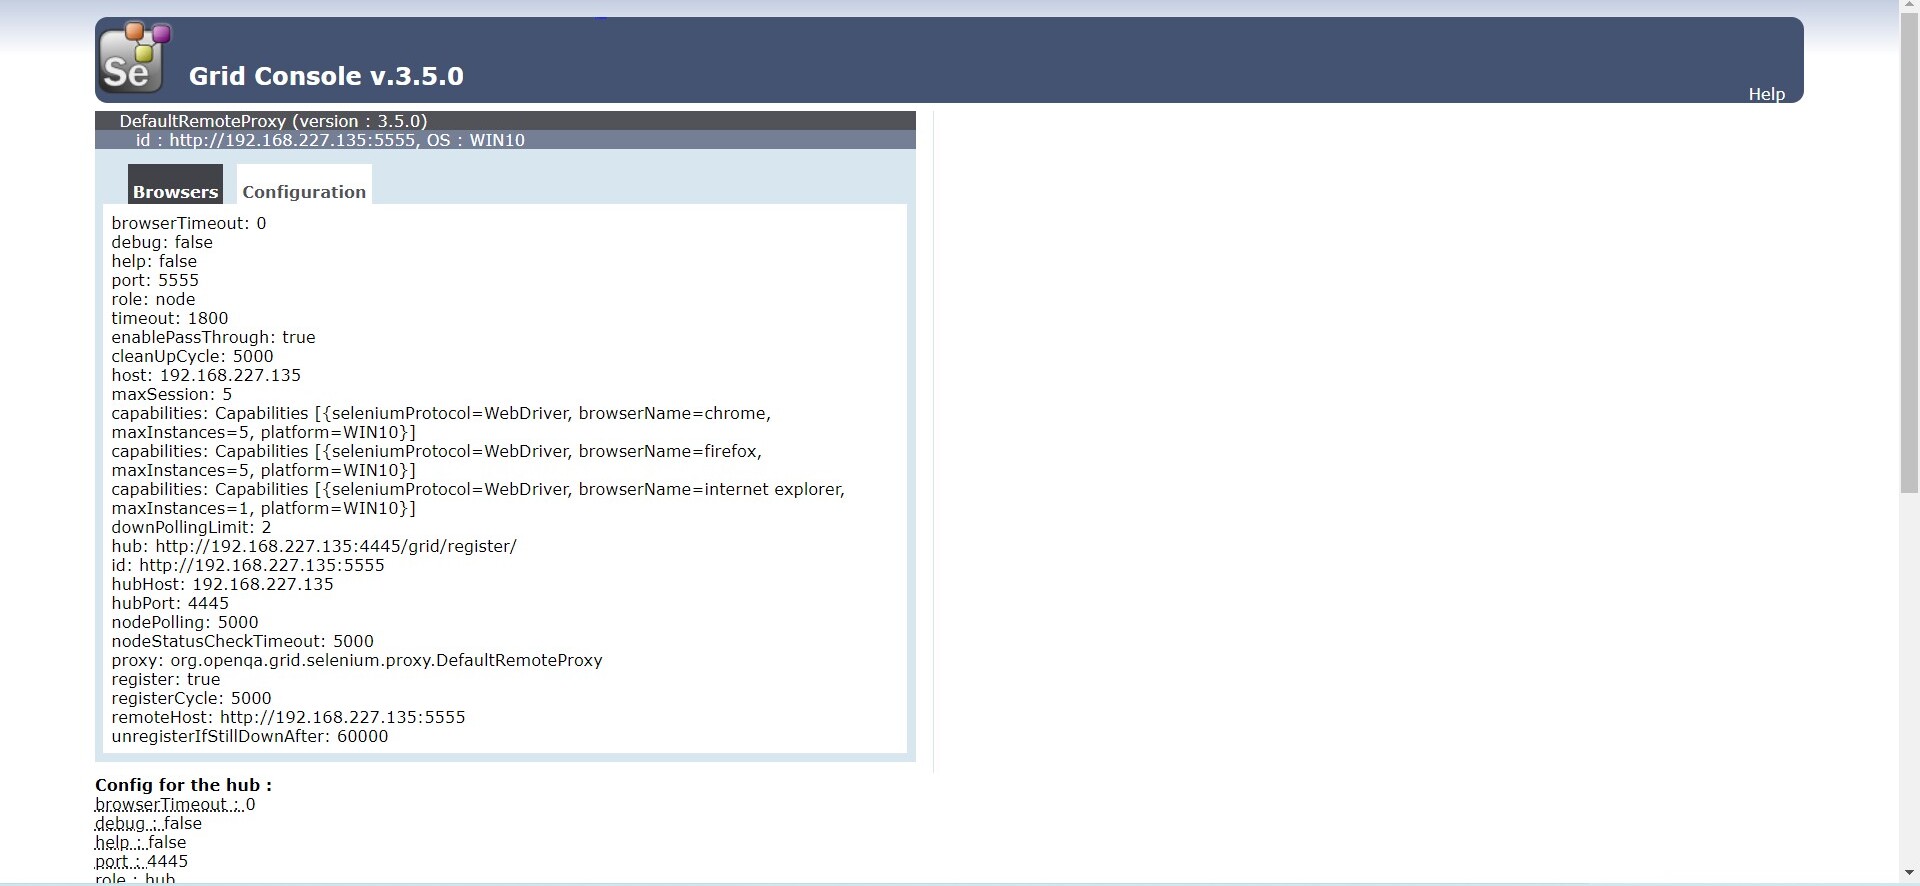 Se
Grid Console v.3.5.0
Help
DefaultRemoteProxy (version : 3.5.0)
id : http://192.168.227.135:5555, OS : WIN10
Browsers Configuration
browserTimeout: 0
debug: false
help: false
port: 5555
role: node
timeout: 1800
enablePassThrough: true
cleanUpCycle: 5000
host: 192.168.227.135
maxSession: 5
capabilities: Capabilities [{seleniumProtocol=WebDriver, browserName=chrome,
maxInstances=5, platform=WIN10}]
capabilities: Capabilities [{seleniumProtocol=WebDriver, browserName=firefox,
maxInstances=5, platform=WIN10}]
capabilities: Capabilities [{seleniumProtocol=WebDriver, browserName=internet explorer,
maxInstances=1, platform=WIN10}]
downPollingLimit: 2
hub: http://192.168.227.135:4445/grid/register/
id: http://192.168.227.135:5555
hubHost: 192.168.227.135
hubPort: 4445
nodePolling: 5000
nodeStatusCheckTimeout: 5000
proxy: org.openqa.grid.selenium.proxy.DefaultRemoteProxy
register: true
registerCycle: 5000
remoteHost: http://192.168.227.135:5555
unregisterIfStillDownAfter: 60000
Config for the hub :
browserTimeout : 0
debug : false
help : false
port : 4445
role : hub